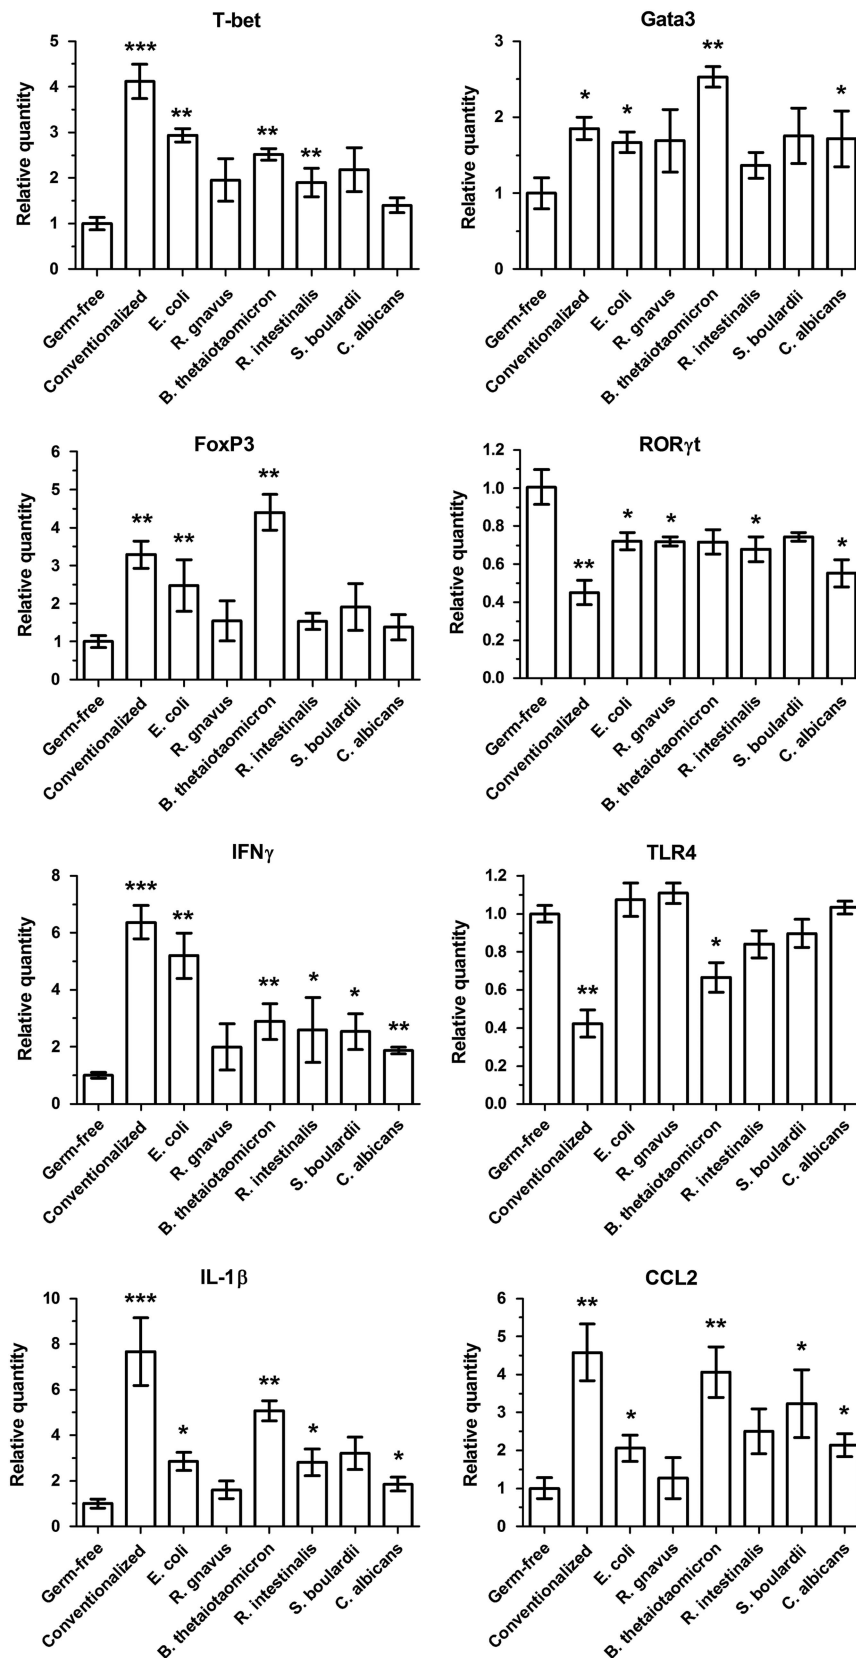 T-bet
Relative quantity
5
4
3
2
1
0
***
**
**
**
Germ-free
Conventionalized
E. coli
R. gnavus
B. thetaiotaomicron
R. intestinalis
S. boulardii
C. albicans
Gata3
Relative quantity
3
2
1
0
*
*
**
*
Germ-free
Conventionalized
E. coli
R. gnavus
B. thetaiotaomicron
R. intestinalis
S. boulardii
C. albicans
FoxP3
Relative quantity
6
5
4
3
2
1
0
**
**
**
Germ-free
Conventionalized
E. coli
R. gnavus
B. thetaiotaomicron
R. intestinalis
S. boulardii
C. albicans
RORγt
Relative quantity
1.2
1.0
0.8
0.6
0.4
0.2
0.0
**
*
*
*
*
Germ-free
Conventionalized
E. coli
R. gnavus
B. thetaiotaomicron
R. intestinalis
S. boulardii
C. albicans
IFNγ
Relative quantity
8
6
4
2
0
***
**
**
*
*
**
Germ-free
Conventionalized
E. coli
R. gnavus
B. thetaiotaomicron
R. intestinalis
S. boulardii
C. albicans
TLR4
Relative quantity
1.2
1.0
0.8
0.6
0.4
0.2
0.0
**
*
Germ-free
Conventionalized
E. coli
R. gnavus
B. thetaiotaomicron
R. intestinalis
S. boulardii
C. albicans
IL-1β
Relative quantity
10
8
6
4
2
0
***
*
**
*
*
Germ-free
Conventionalized
E. coli
R. gnavus
B. thetaiotaomicron
R. intestinalis
S. boulardii
C. albicans
CCL2
Relative quantity
6
5
4
3
2
1
0
**
*
**
*
*
Germ-free
Conventionalized
E. coli
R. gnavus
B. thetaiotaomicron
R. intestinalis
S. boulardii
C. albicans